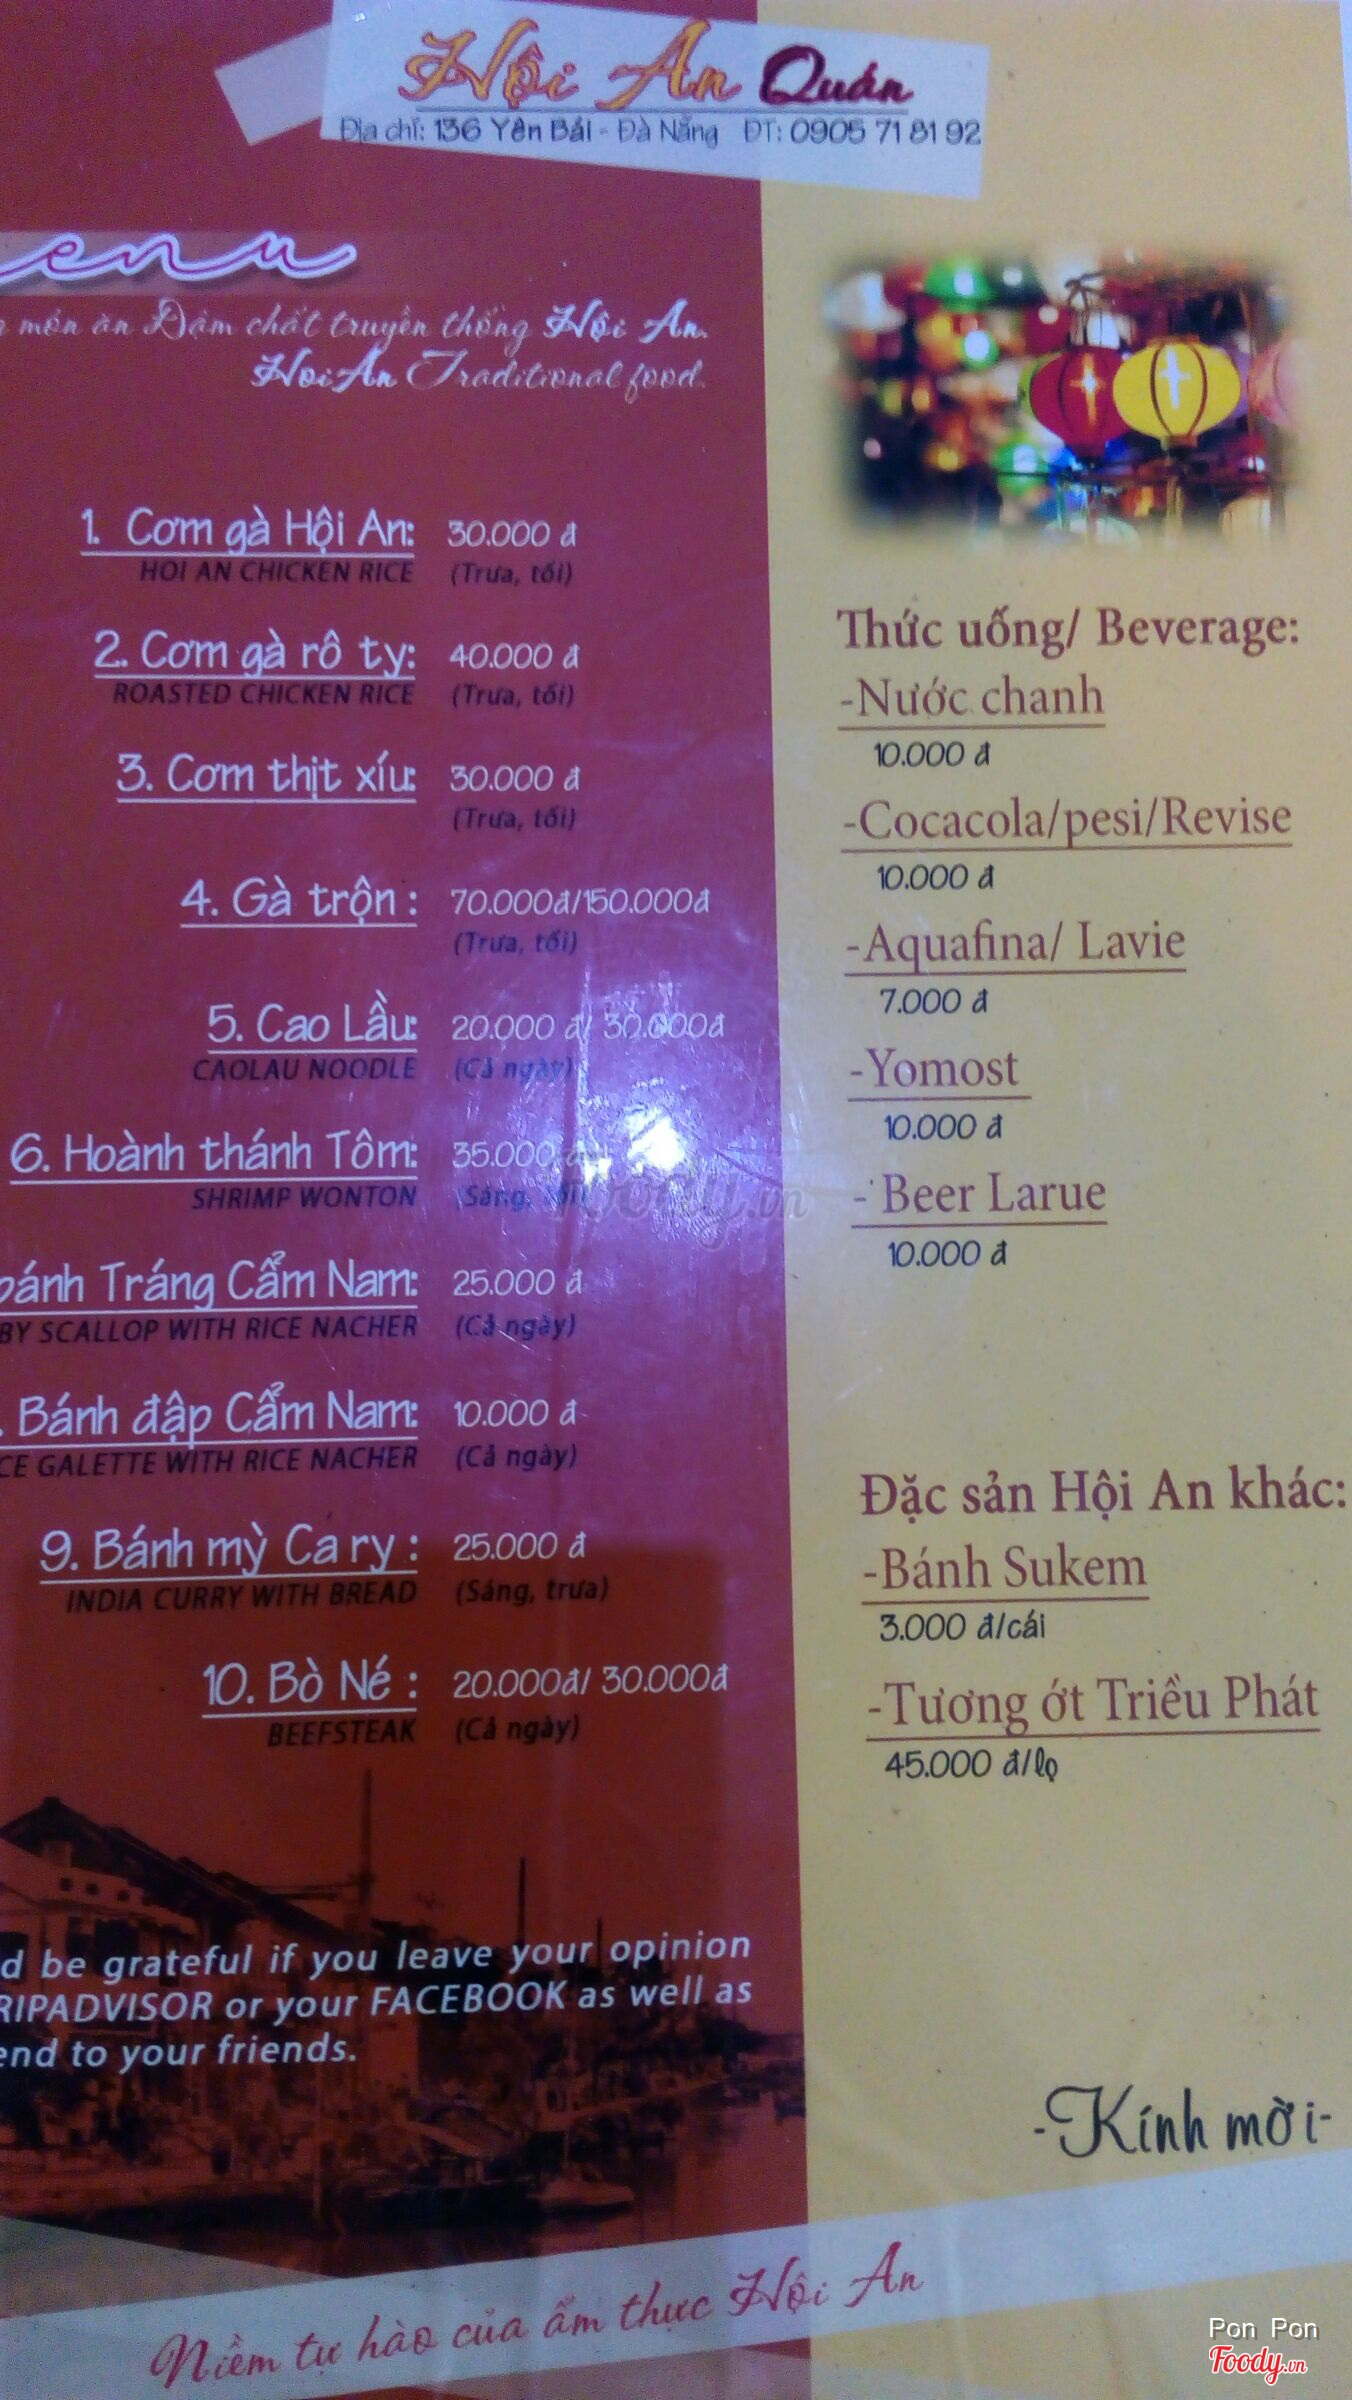 Hội An Quán
Địa chỉ: 136 Yên Bái - Đà Nẵng ĐT: 0905 71 81 92
enu
món ăn Đậm chất truyền thống Hội An.
Hoi An Traditional food.
1. Cơm gà Hội An: 30.000 đ
HOI AN CHICKEN RICE (Trưa, tối)
2. Cơm gà rô ty: 40.000 đ
ROASTED CHICKEN RICE (Trưa, tối)
3. Cơm thịt xíu: 30.000 đ
(Trưa, tối)
4. Gà trộn : 70.000đ/150.000đ
(Trưa, tối)
5. Cao Lầu: 20.000 đ/ 30.000đ
CAOLAU NOODLE (Cả ngày)
6. Hoành thánh Tôm: 35.000 đ
SHRIMP WONTON (Sáng, tối)
bánh Tráng Cẩm Nam: 25.000 đ
BY SCALLOP WITH RICE NACHER (Cả ngày)
. Bánh đập Cẩm Nam: 10.000 đ
CE GALETTE WITH RICE NACHER (Cả ngày)
9. Bánh mỳ Ca ry : 25.000 đ
INDIA CURRY WITH BREAD (Sáng, trưa)
10. Bò Né : 20.000đ/ 30.000đ
BEEFSTEAK (Cả ngày)
d be grateful if you leave your opinion
RIPADVISOR or your FACEBOOK as well as
end to your friends.
Thức uống/ Beverage:
-Nước chanh
10.000 đ
-Cocacola/pesi/Revise
10.000 đ
-Aquafina/ Lavie
7.000 đ
-Yomost
10.000 đ
- Beer Larue
10.000 đ
Đặc sản Hội An khác:
-Bánh Sukem
3.000 đ/cái
-Tương ớt Triều Phát
45.000 đ/lọ
-Kính mời-
Niềm tự hào của ẩm thực Hội An
Foody.vn
Pon Pon
Foody.vn